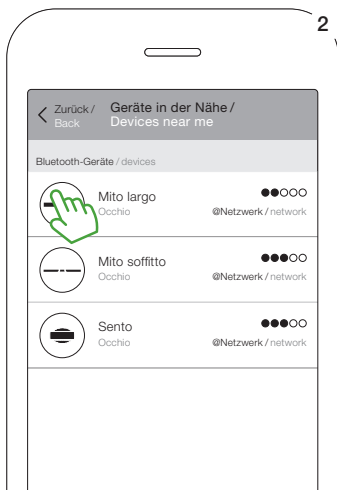 2
Zurück / Geräte in der Nähe /
Back Devices near me
Bluetooth-Geräte / devices
Mito largo
Occhio @Netzwerk / network
Mito soffitto
Occhio @Netzwerk / network
Sento
Occhio @Netzwerk / network